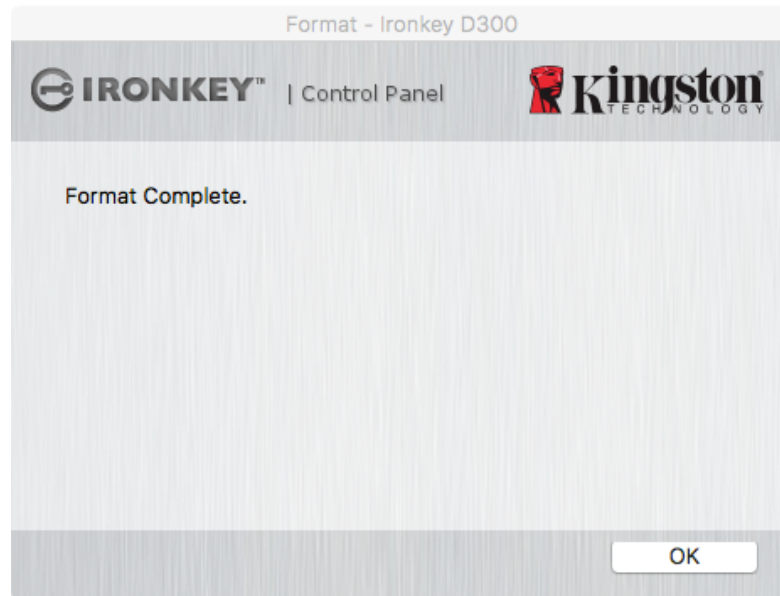 Format - Ironkey D300
IRONKEY™ | Control Panel
Kingston
TECHNOLOGY
Format Complete.
OK